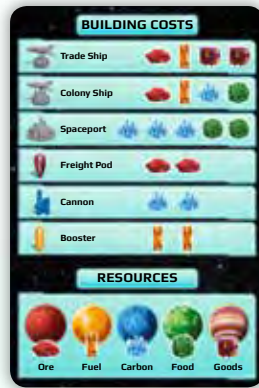 BUILDING COSTS
Trade Ship
Colony Ship
Spaceport
Freight Pod
Cannon
Booster
RESOURCES
Ore Fuel Carbon Food Goods